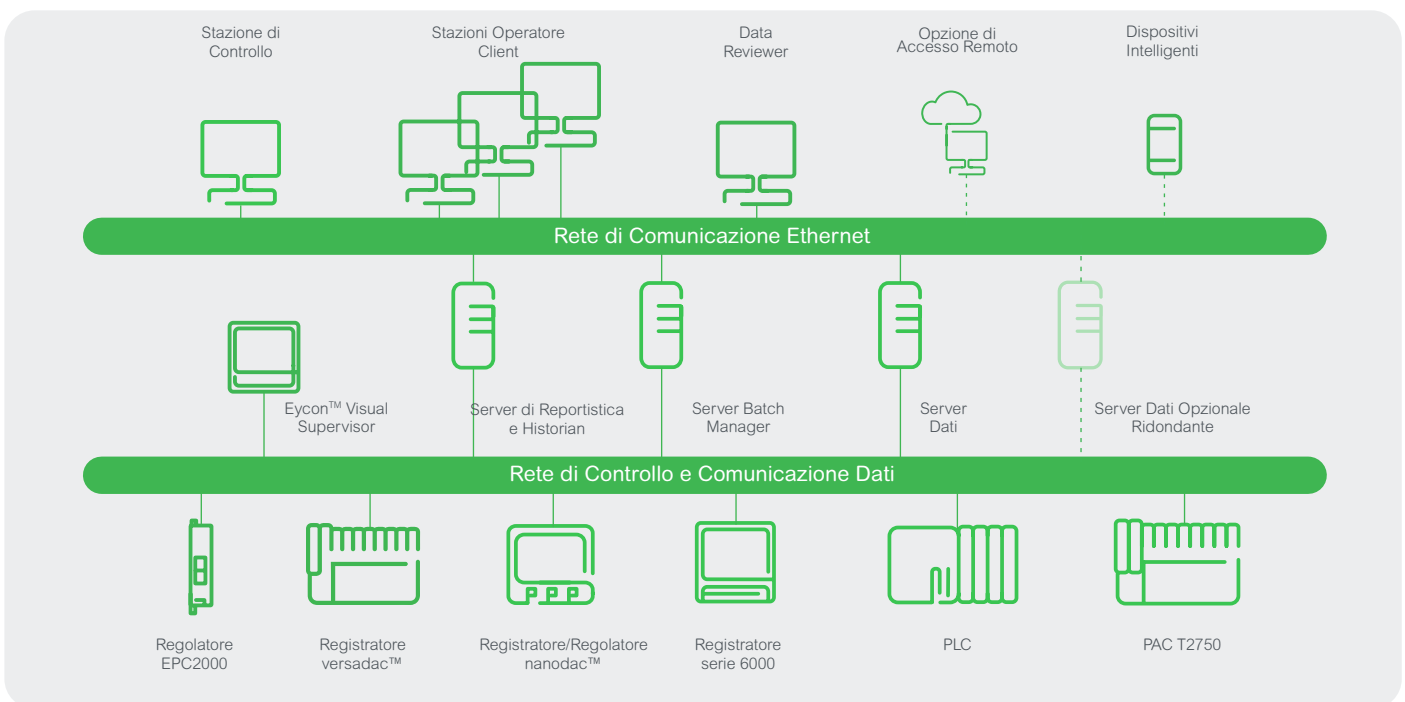 Stazione di
Controllo
Stazioni Operatore
Client
Data
Reviewer
Opzione di
Accesso Remoto
Dispositivi
Intelligenti
Rete di Comunicazione Ethernet
Eycon™ Visual
Supervisor
Server di Reportistica
e Historian
Server Batch
Manager
Server
Dati
Server Dati Opzionale
Ridondante
Rete di Controllo e Comunicazione Dati
Regolatore
EPC2000
Registratore
versadac™
Registratore/Regolatore
nanodac™
Registratore
serie 6000
PLC
PAC T2750